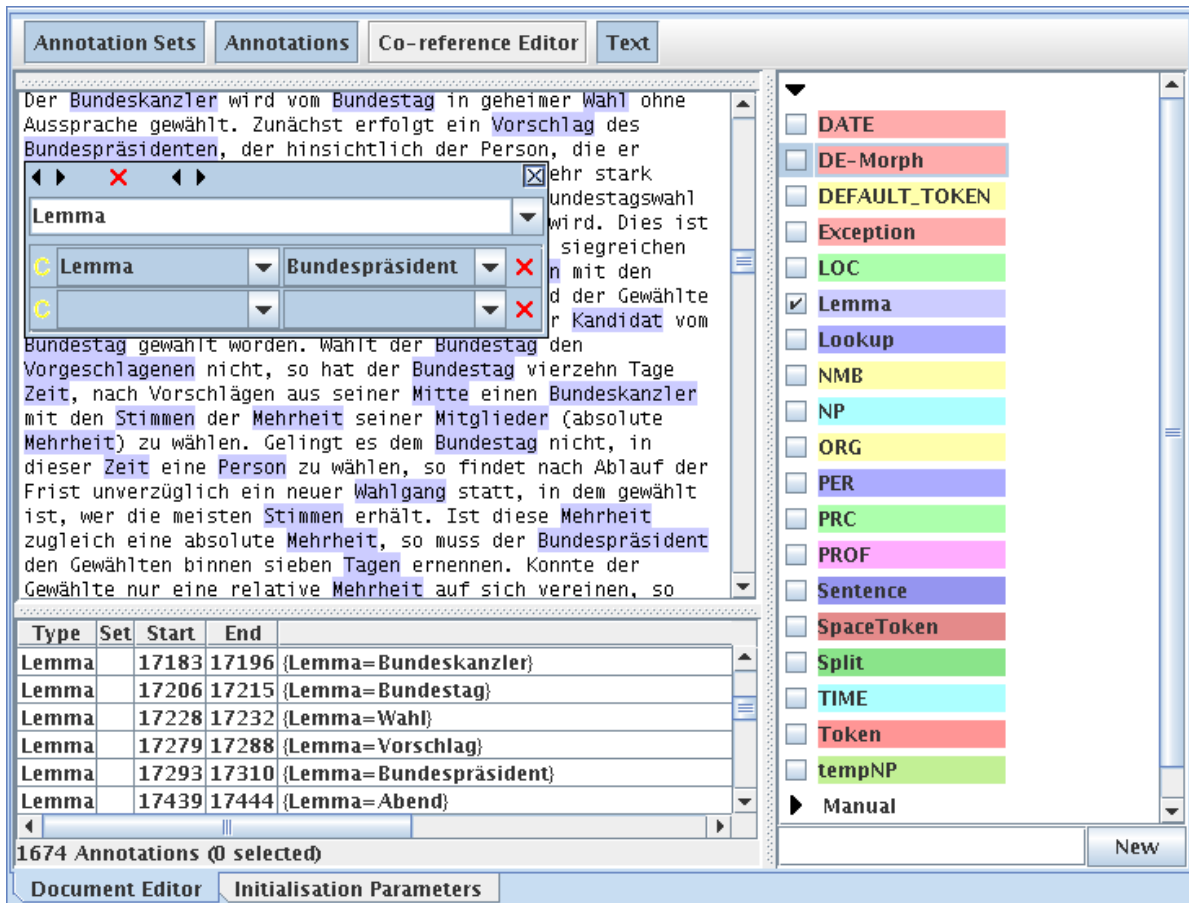 Annotation Sets Annotations Co-reference Editor Text
Der Bundeskanzler wird vom Bundestag in geheimer Wahl ohne
Aussprache gewählt. Zunächst erfolgt ein Vorschlag des
Bundespräsidenten, der hinsichtlich der Person, die er
ehr stark
undestagswahl
wird. Dies ist
siegreichen
n mit den
d der Gewählte
r Kandidat vom
Lemma
C Lemma Bundespräsident
C
Bundestag gewählt worden. Wählt der Bundestag den
Vorgeschlagenen nicht, so hat der Bundestag vierzehn Tage
Zeit, nach Vorschlägen aus seiner Mitte einen Bundeskanzler
mit den Stimmen der Mehrheit seiner Mitglieder (absolute
Mehrheit) zu wählen. Gelingt es dem Bundestag nicht, in
dieser Zeit eine Person zu wählen, so findet nach Ablauf der
Frist unverzüglich ein neuer Wahlgang statt, in dem gewählt
ist, wer die meisten Stimmen erhält. Ist diese Mehrheit
zugleich eine absolute Mehrheit, so muss der Bundespräsident
den Gewählten binnen sieben Tagen ernennen. Konnte der
Gewählte nur eine relative Mehrheit auf sich vereinen, so
Type Set Start End
Lemma 17183 17196 {Lemma=Bundeskanzler}
Lemma 17206 17215 {Lemma=Bundestag}
Lemma 17228 17232 {Lemma=Wahl}
Lemma 17279 17288 {Lemma=Vorschlag}
Lemma 17293 17310 {Lemma=Bundespräsident}
Lemma 17439 17444 {Lemma=Abend}
1674 Annotations (0 selected)
DATE
DE-Morph
DEFAULT_TOKEN
Exception
LOC
Lemma
Lookup
NMB
NP
ORG
PER
PRC
PROF
Sentence
SpaceToken
Split
TIME
Token
tempNP
Manual
New
Document Editor Initialisation Parameters